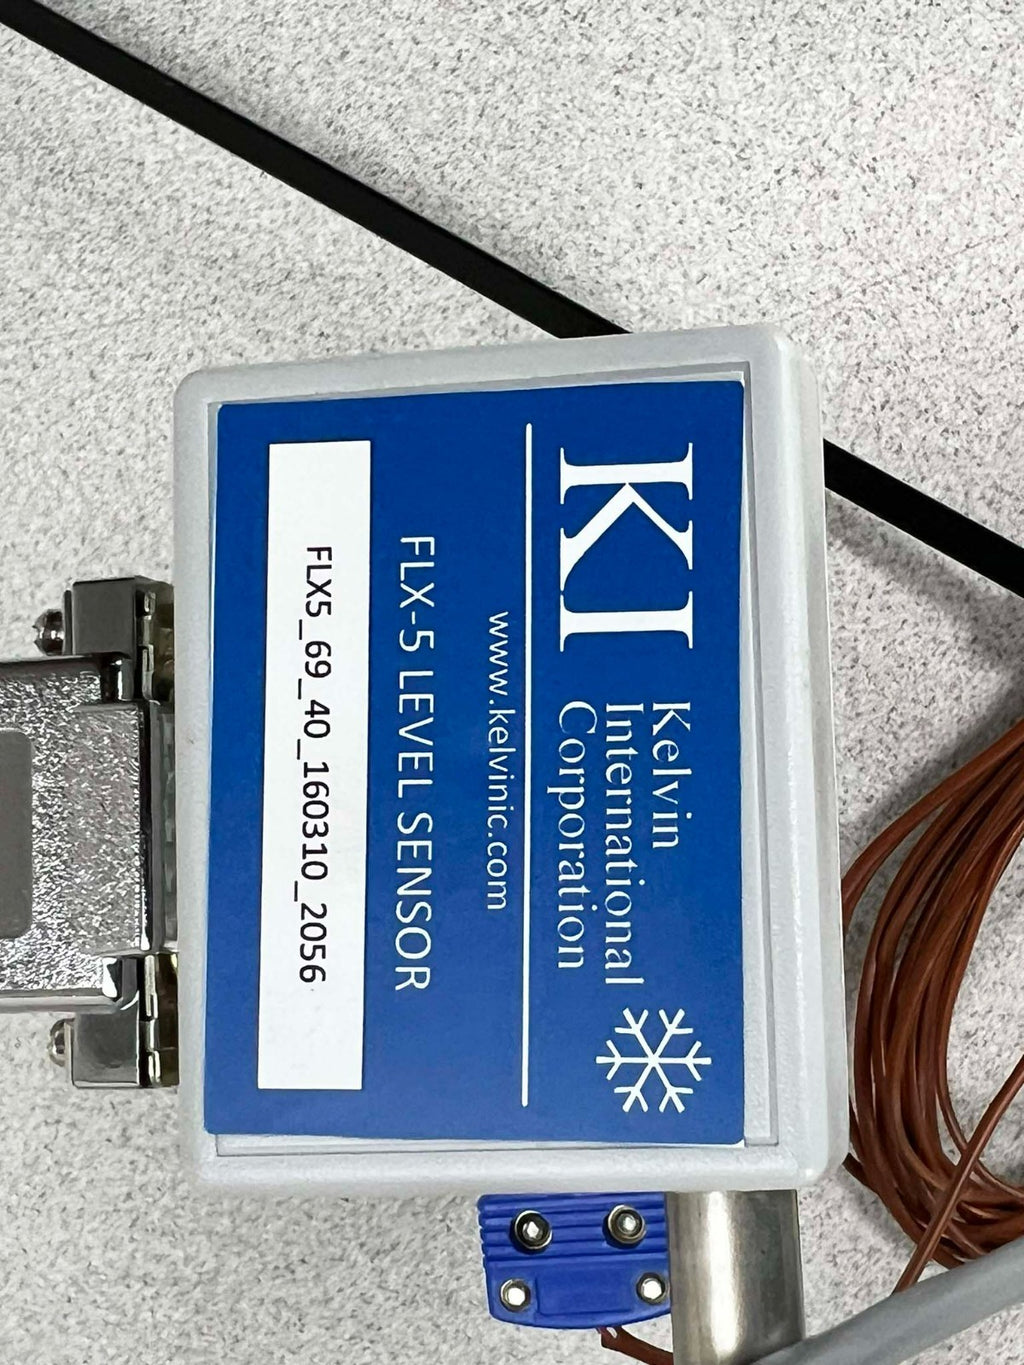 KI
Kelvin
International
Corporation
www.kelvinic.com
FLX-5 LEVEL SENSOR
FLX5_69_40_160310_2056